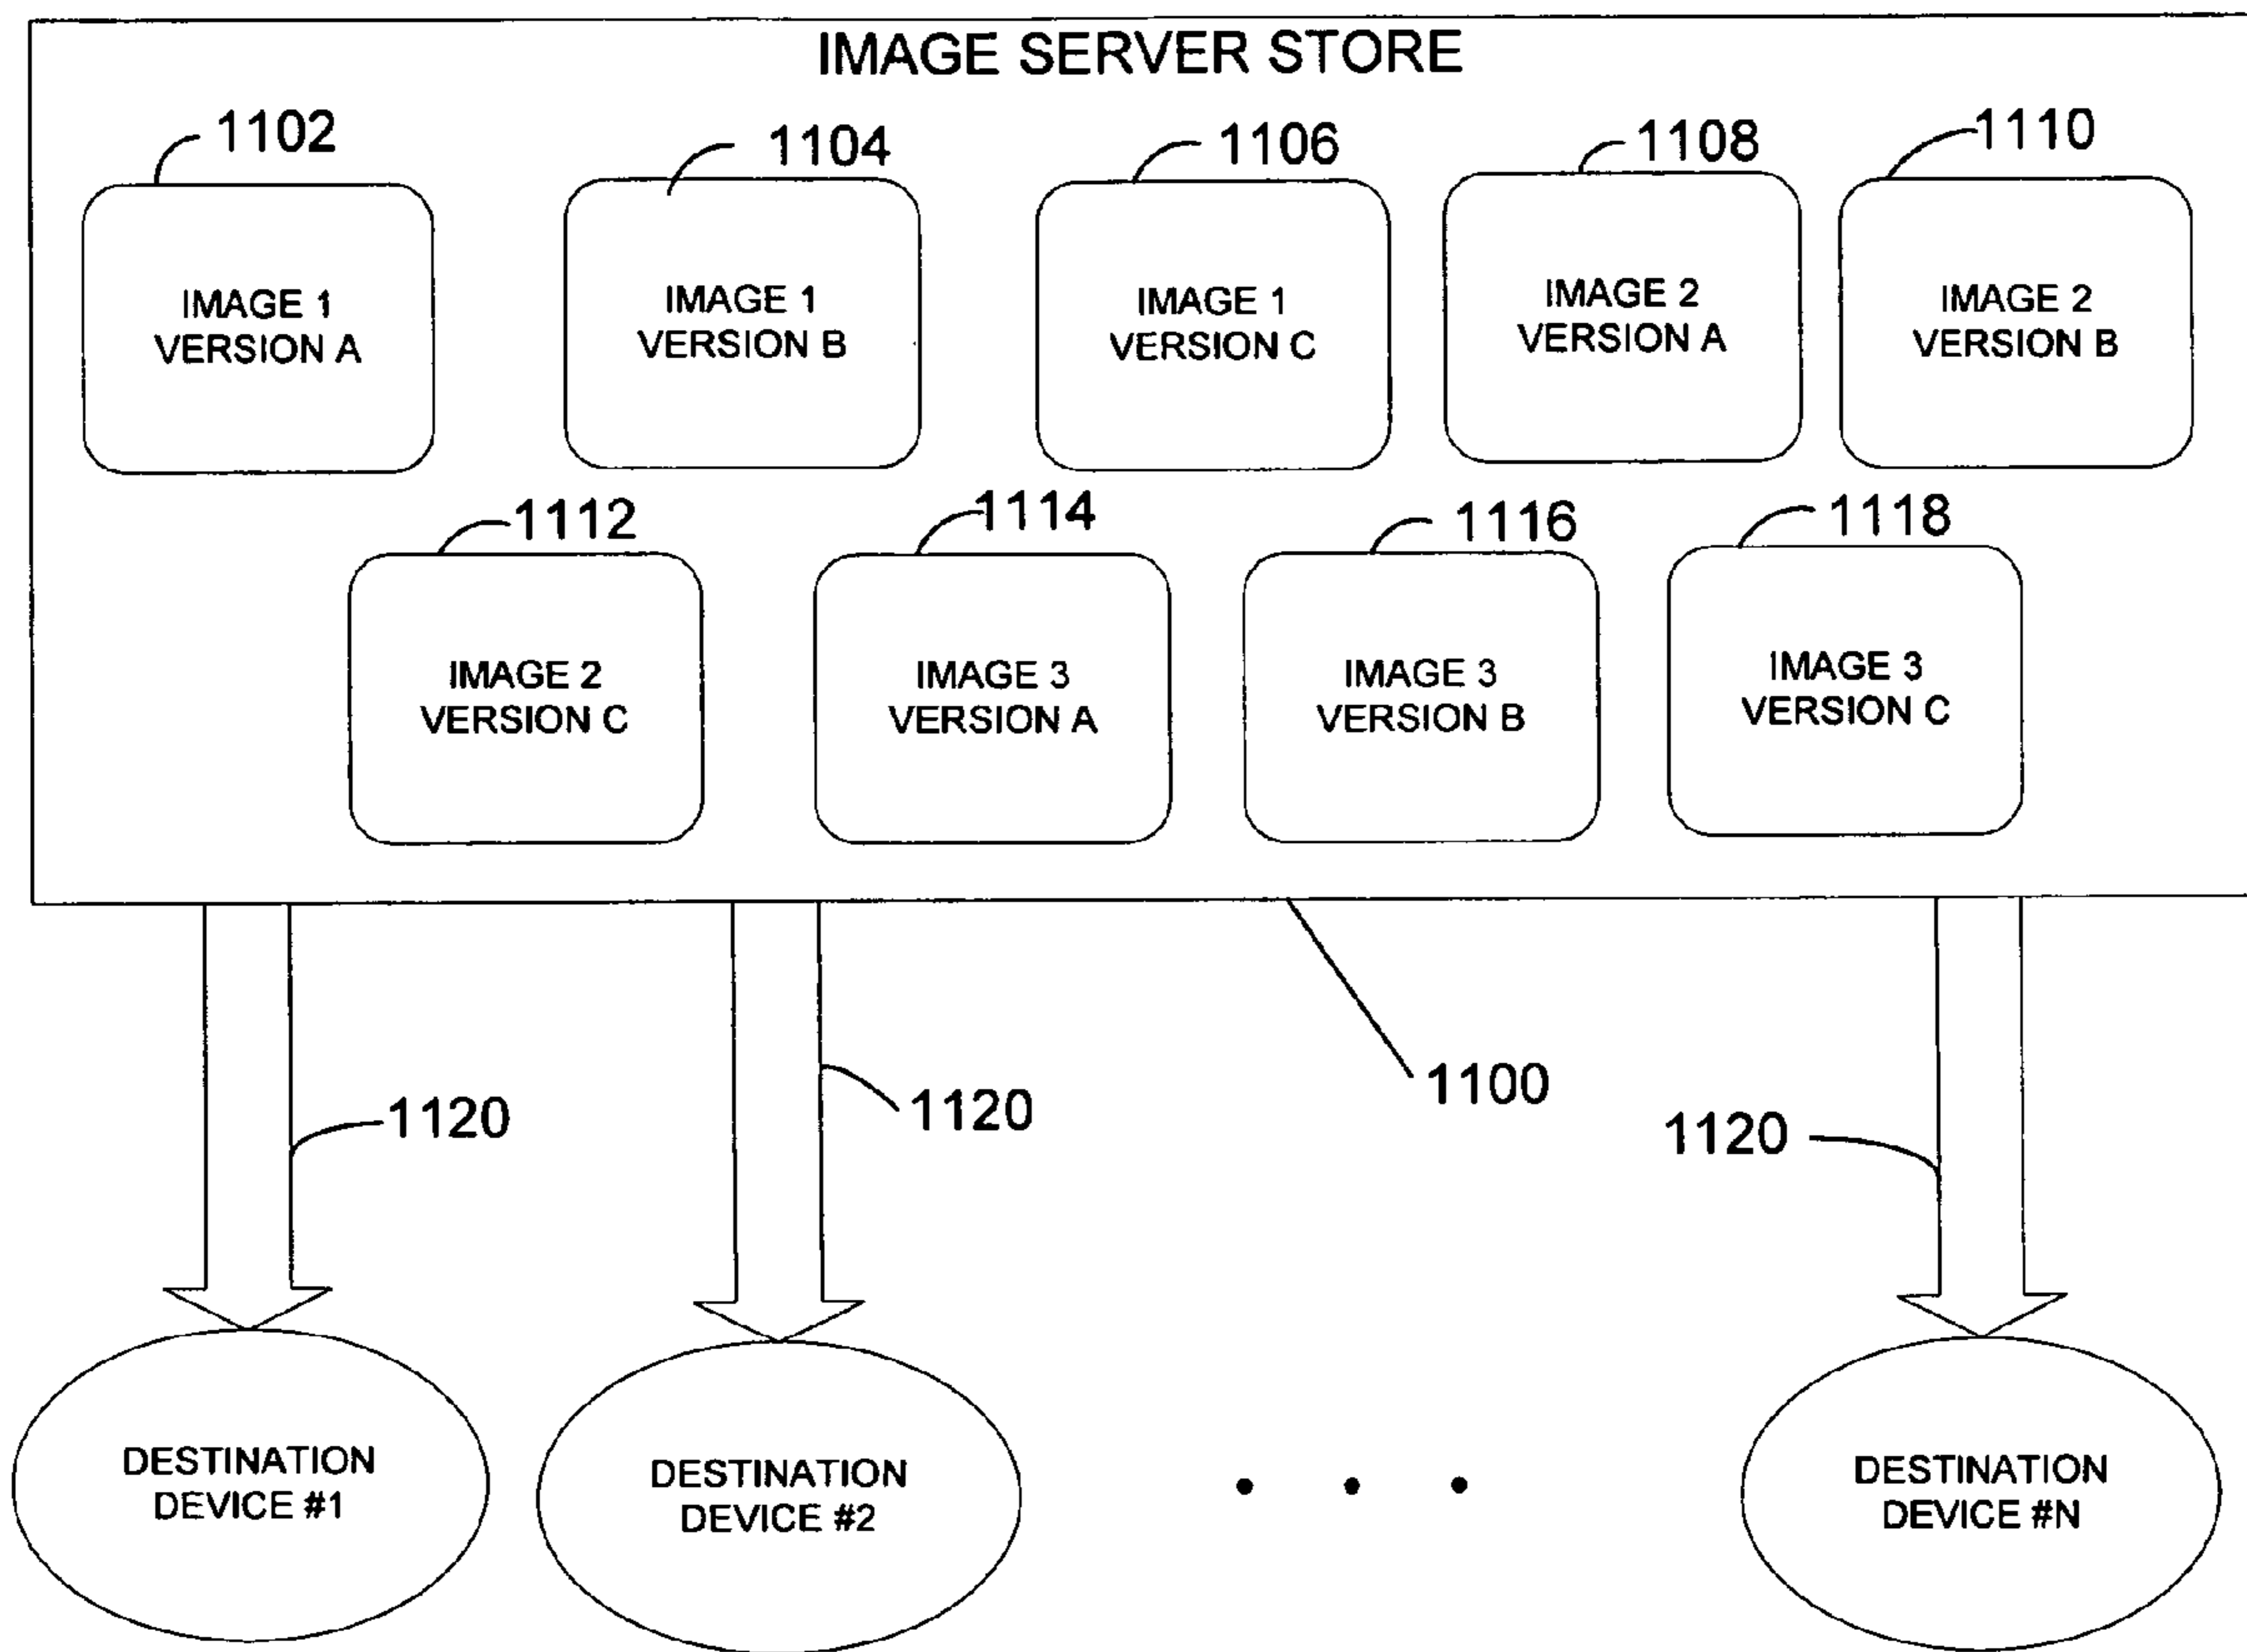 IMAGE SERVER STORE
1102
1104
1106
1108
1110
IMAGE 1
VERSION A
IMAGE 1
VERSION B
IMAGE 1
VERSION C
IMAGE 2
VERSION A
IMAGE 2
VERSION B
1112
1114
1116
1118
IMAGE 2
VERSION C
IMAGE 3
VERSION A
IMAGE 3
VERSION B
IMAGE 3
VERSION C
1120
1120
1100
1120
DESTINATION
DEVICE #1
DESTINATION
DEVICE #2
DESTINATION
DEVICE #N